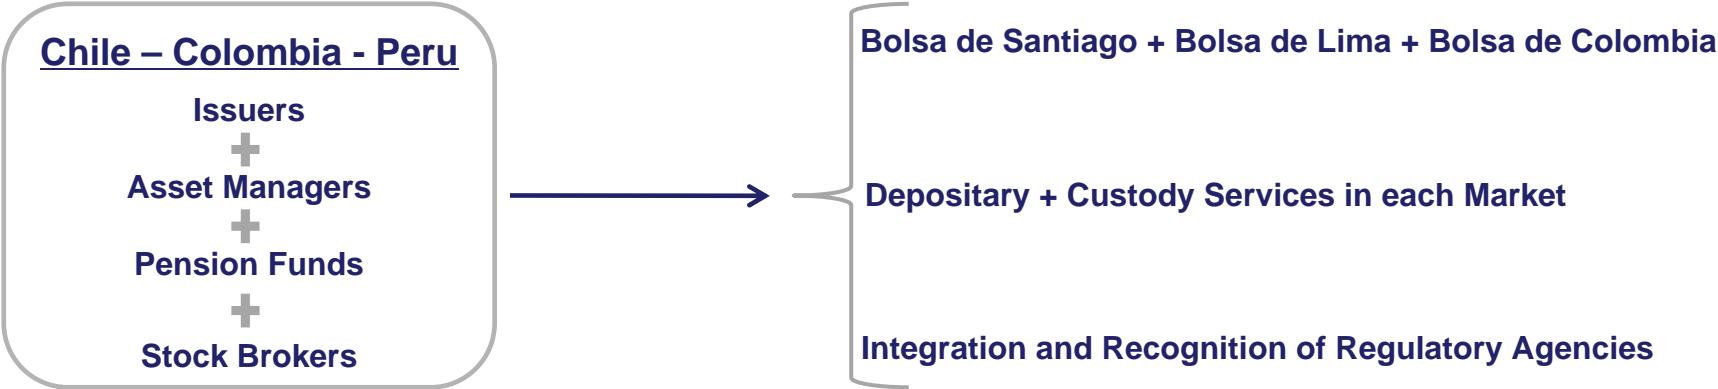 Chile – Colombia - Peru
Issuers
Asset Managers
Pension Funds
Stock Brokers
Bolsa de Santiago + Bolsa de Lima + Bolsa de Colombia
Depositary + Custody Services in each Market
Integration and Recognition of Regulatory Agencies